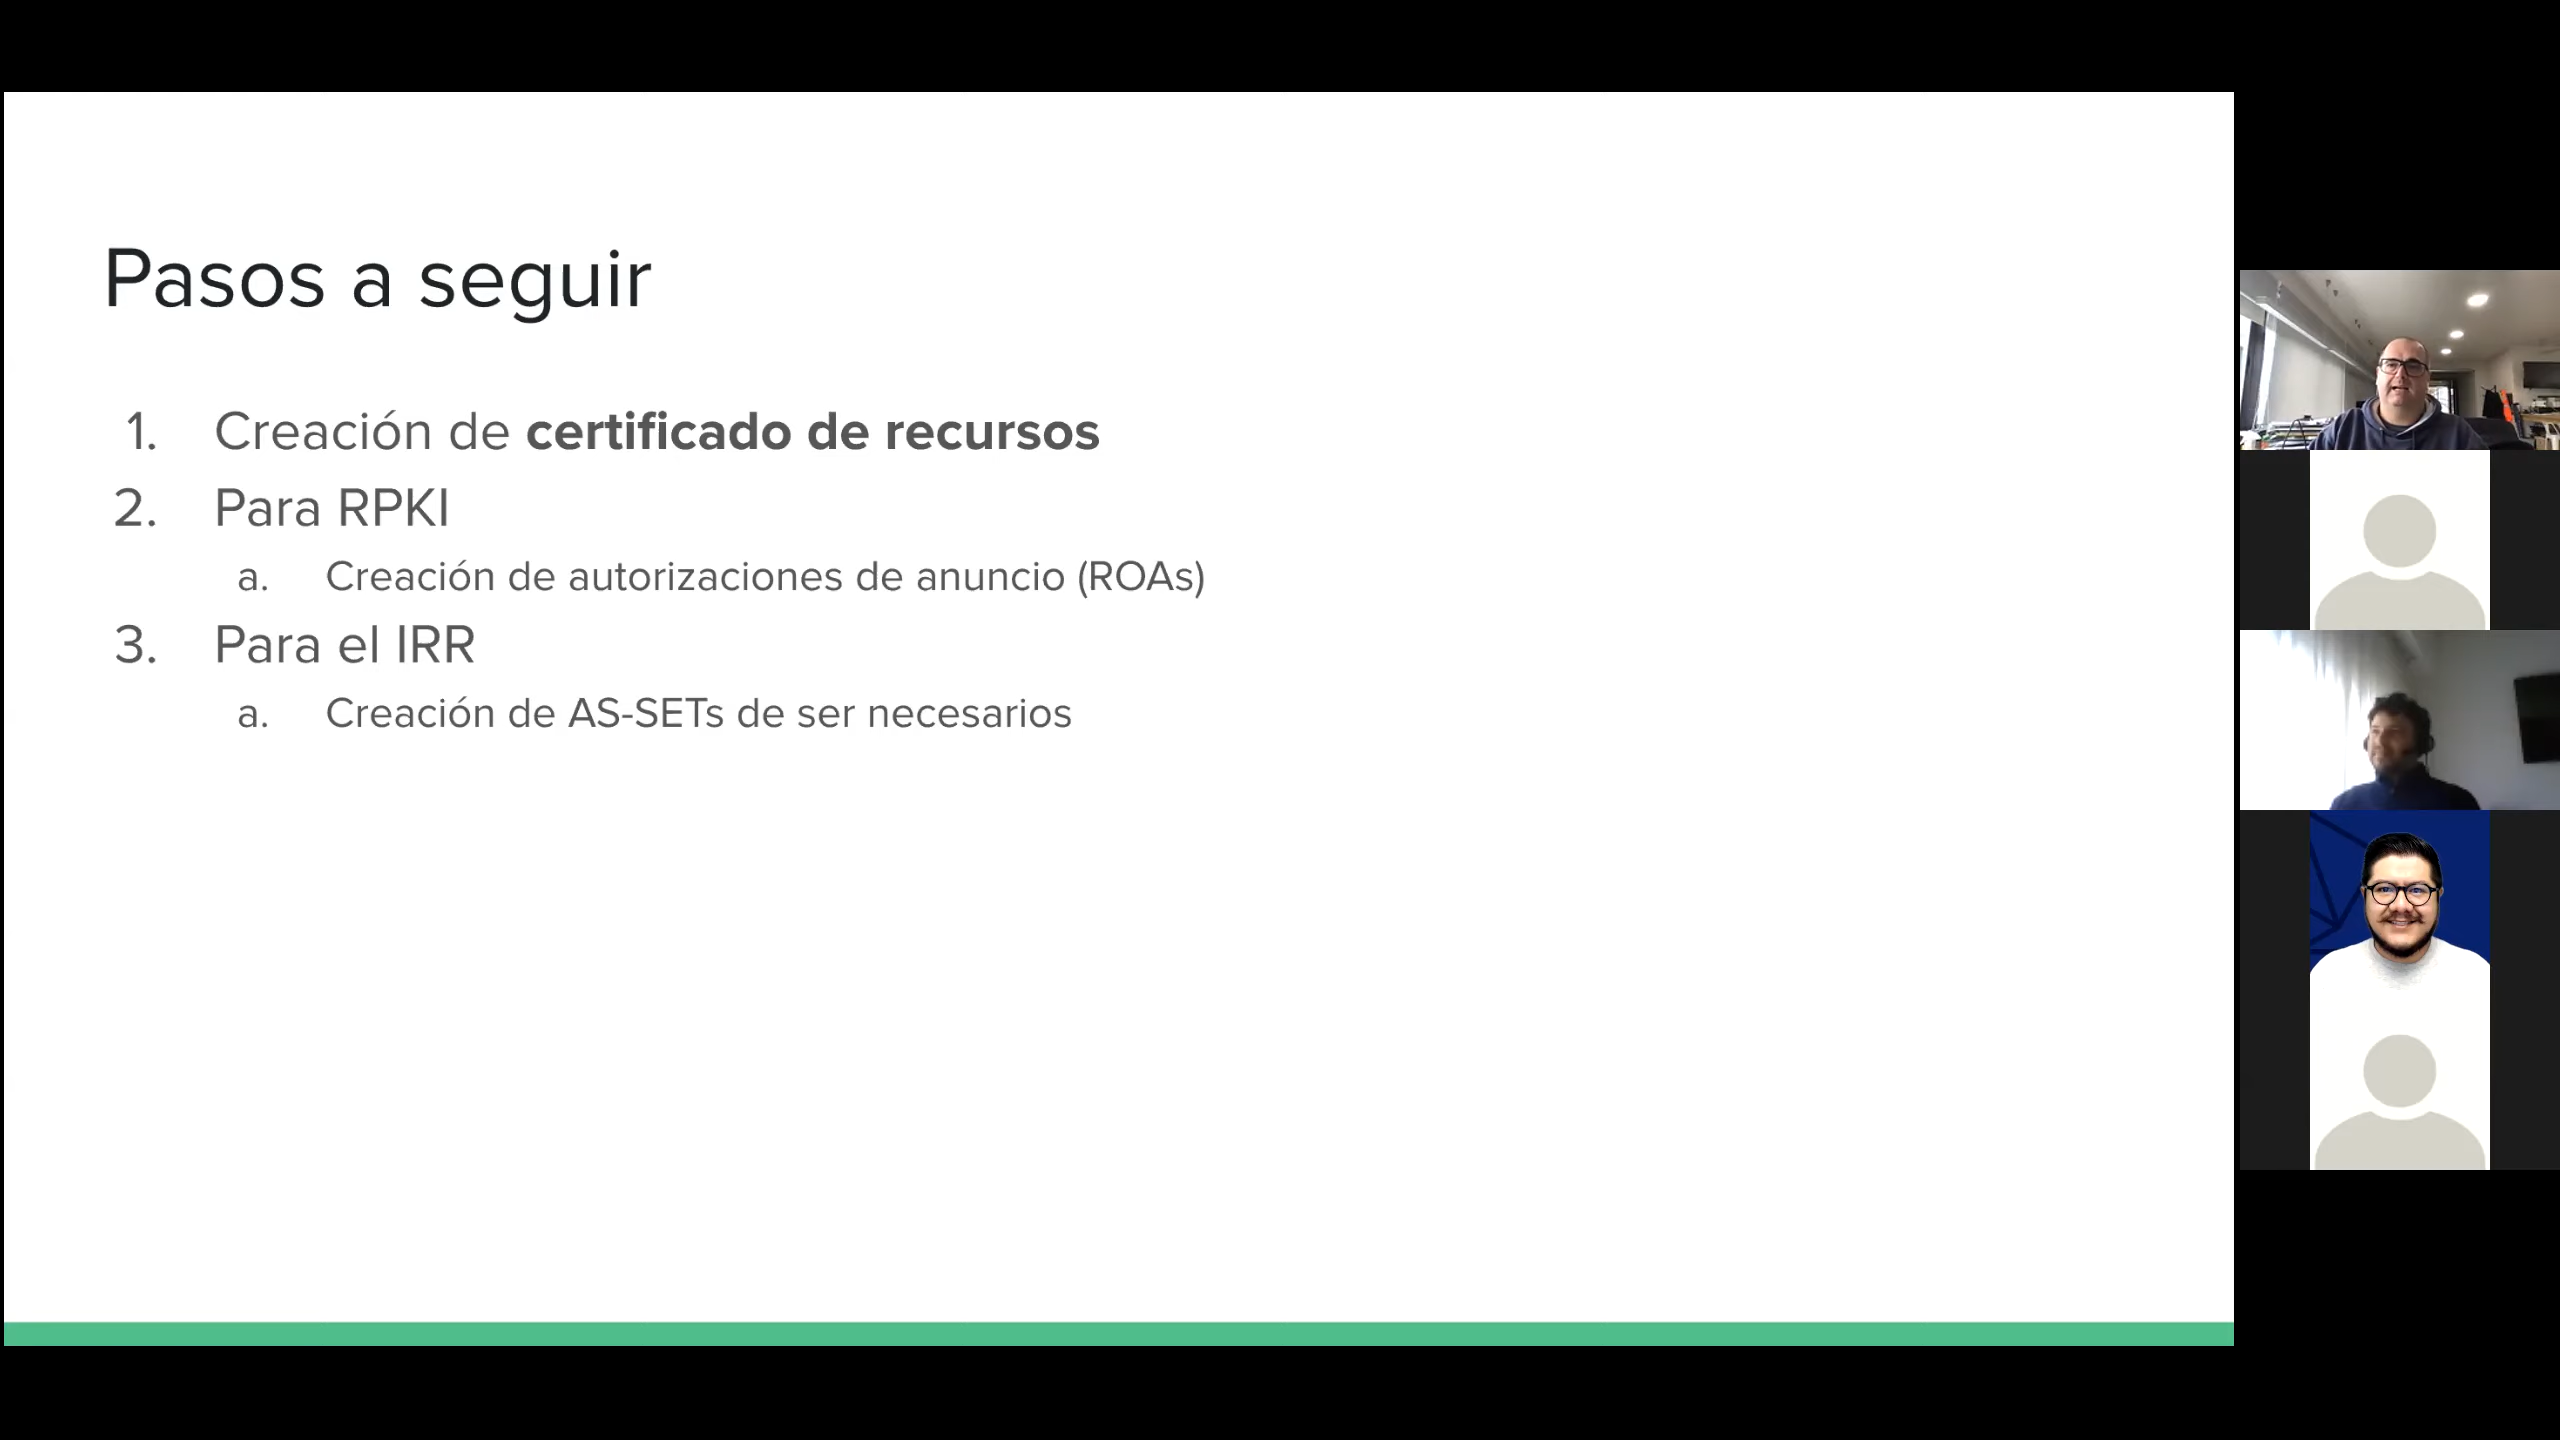 Pasos a seguir
1. Creación de certificado de recursos
2. Para RPKI
a. Creación de autorizaciones de anuncio (ROAs)
3. Para el IRR
a. Creación de AS-SETs de ser necesarios